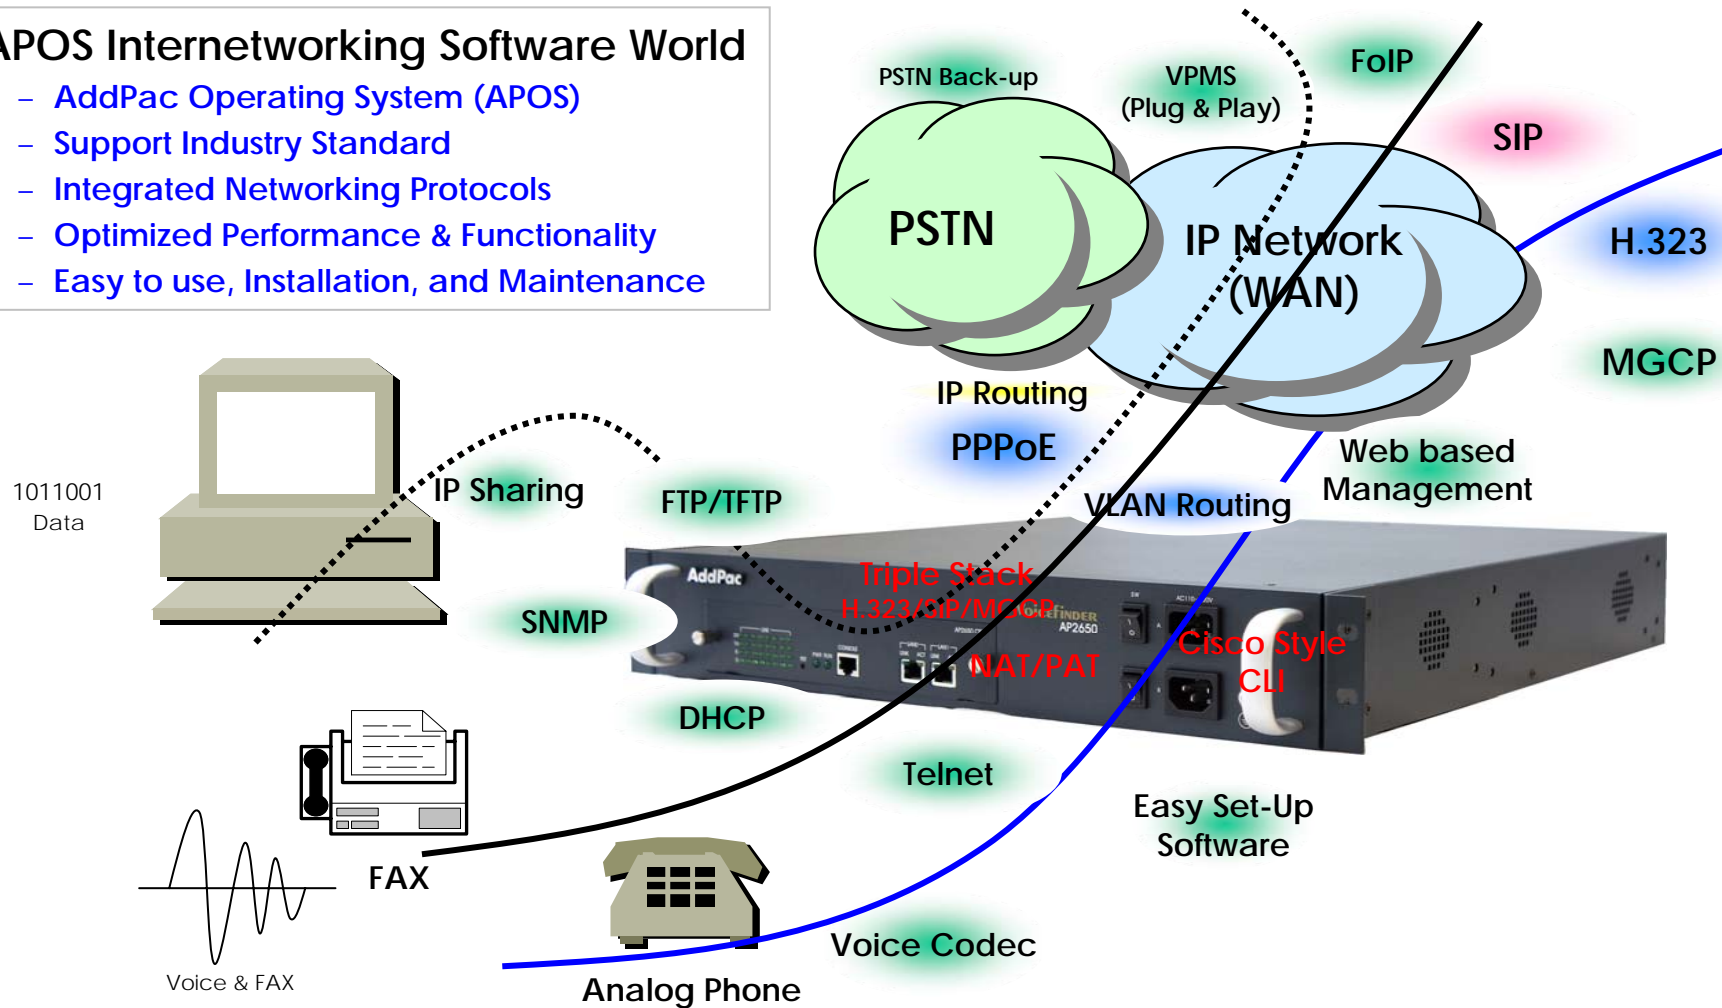 APOS Internetworking Software World
– AddPac Operating System (APOS)
– Support Industry Standard
– Integrated Networking Protocols
– Optimized Performance & Functionality
– Easy to use, Installation, and Maintenance
PSTN Back-up
VPMS
(Plug & Play)
FoIP
SIP
PSTN
IP Network
(WAN)
H.323
MGCP
IP Routing
PPPoE
Web based
Management
1011001
Data
IP Sharing
FTP/TFTP
VLAN Routing
AddPac
Triple Stack
H.323/SIP/MGCP
VoiceFinder
AP2650
SW
NAT/PAT
Cisco Style
CLI
SNMP
DHCP
Telnet
Easy Set-Up
Software
FAX
Voice Codec
Voice & FAX
Analog Phone